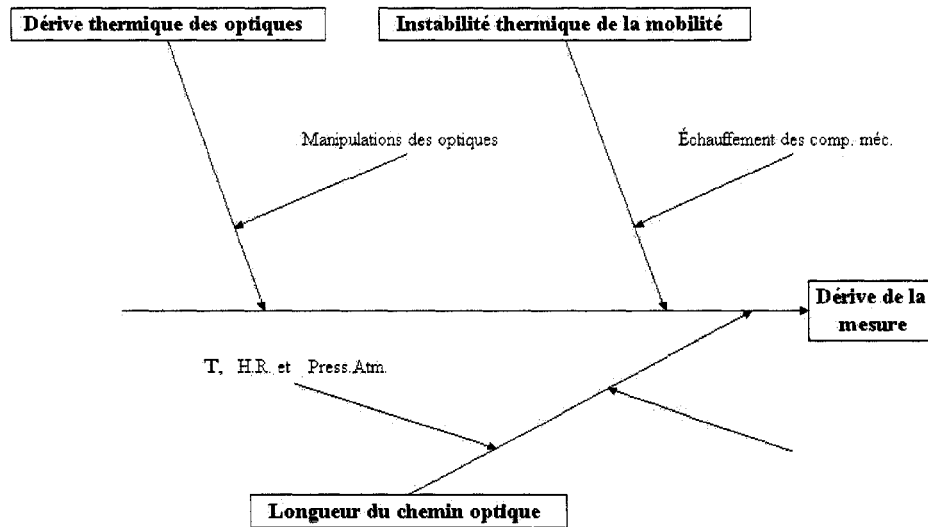 Dérive thermique des optiques
Instabilité thermique de la mobilité
Manipulations des optiques
Échauffement des comp. méc.
Dérive de la
mesure
T, H.R. et Press.Atm.
Longueur du chemin optique